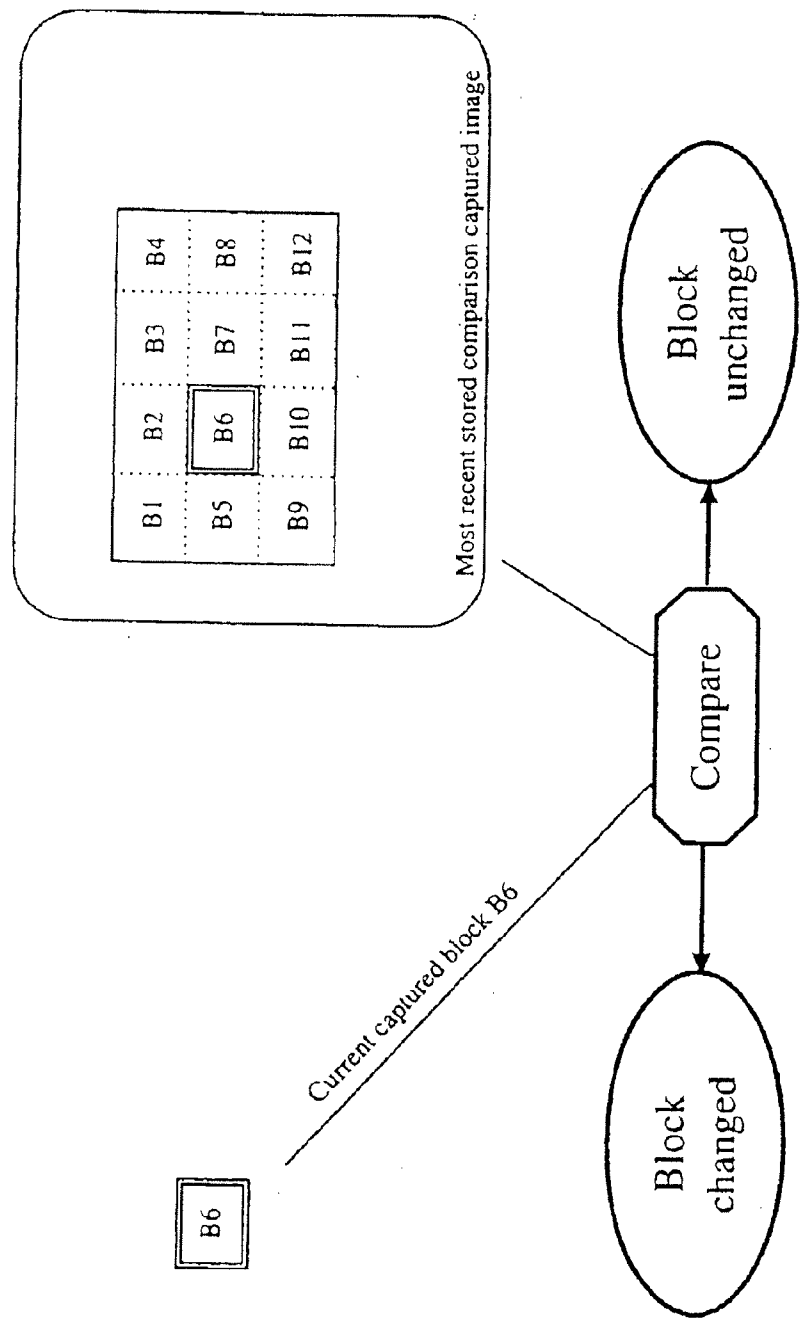 B1 B2 B3 B4
B5 B6 B7 B8
B9 B10 B11 B12
Most recent stored comparison captured image
B6
Current captured block B6
Compare
Block
changed
Block
unchanged